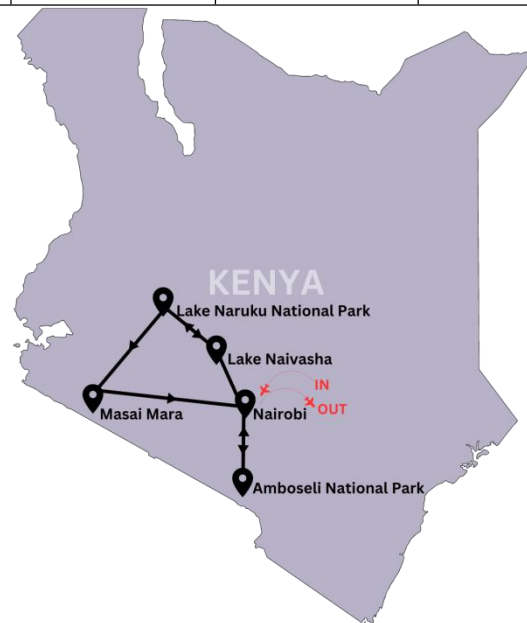 KENYA
Lake Naruku National Park
Lake Naivasha
IN
Masai Mara
Nairobi
OUT
Amboseli National Park